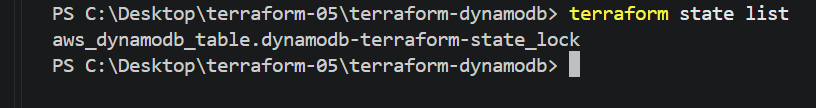 PS C:\Desktop\terraform-05\terraform-dynamodb> terraform state list
aws_dynamodb_table.dynamodb-terraform-state_lock
PS C:\Desktop\terraform-05\terraform-dynamodb>